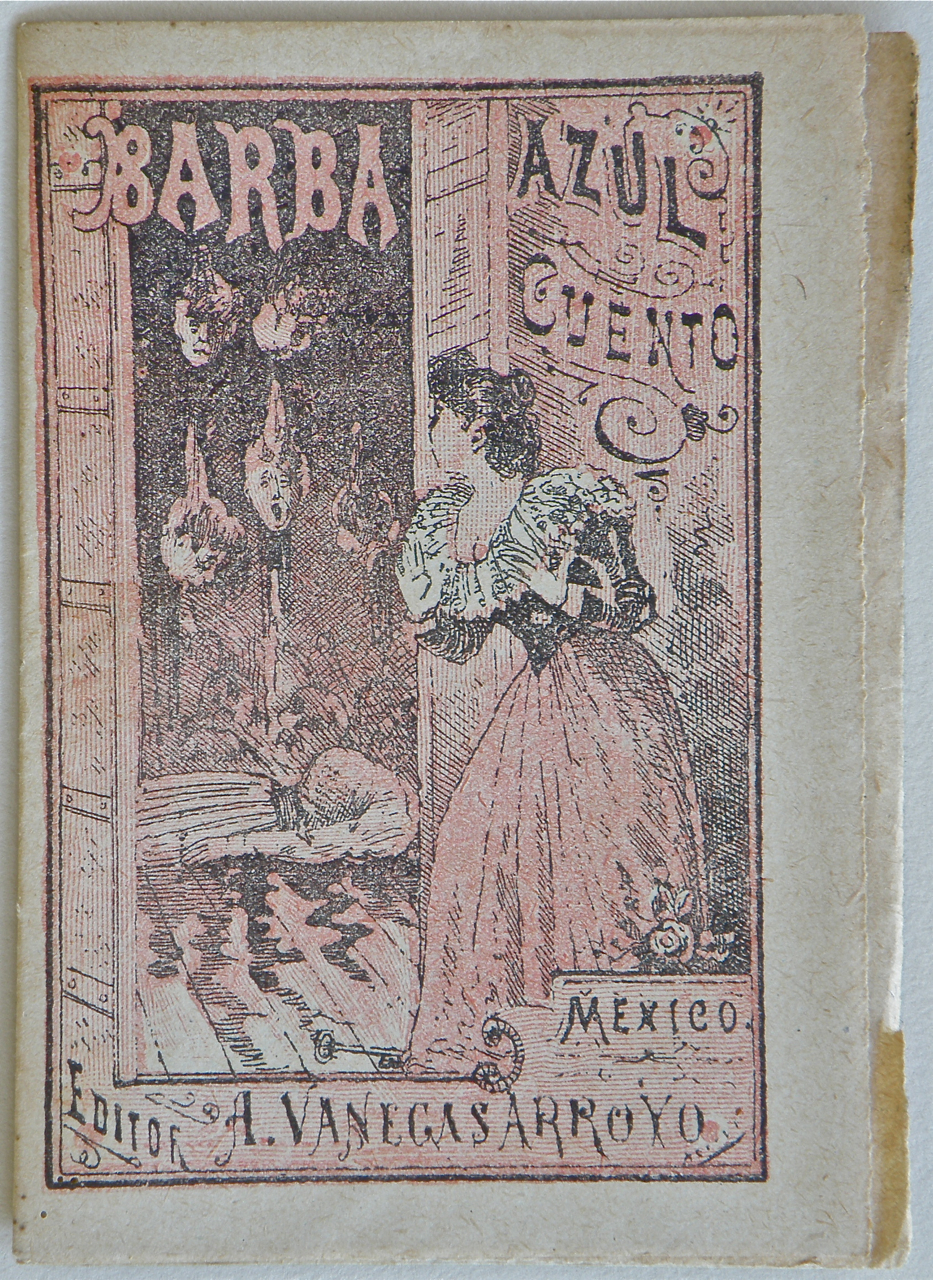 BARBA AZUL
CUENTO
MEXICO.
EDITOR A. VANEGAS ARROYO.